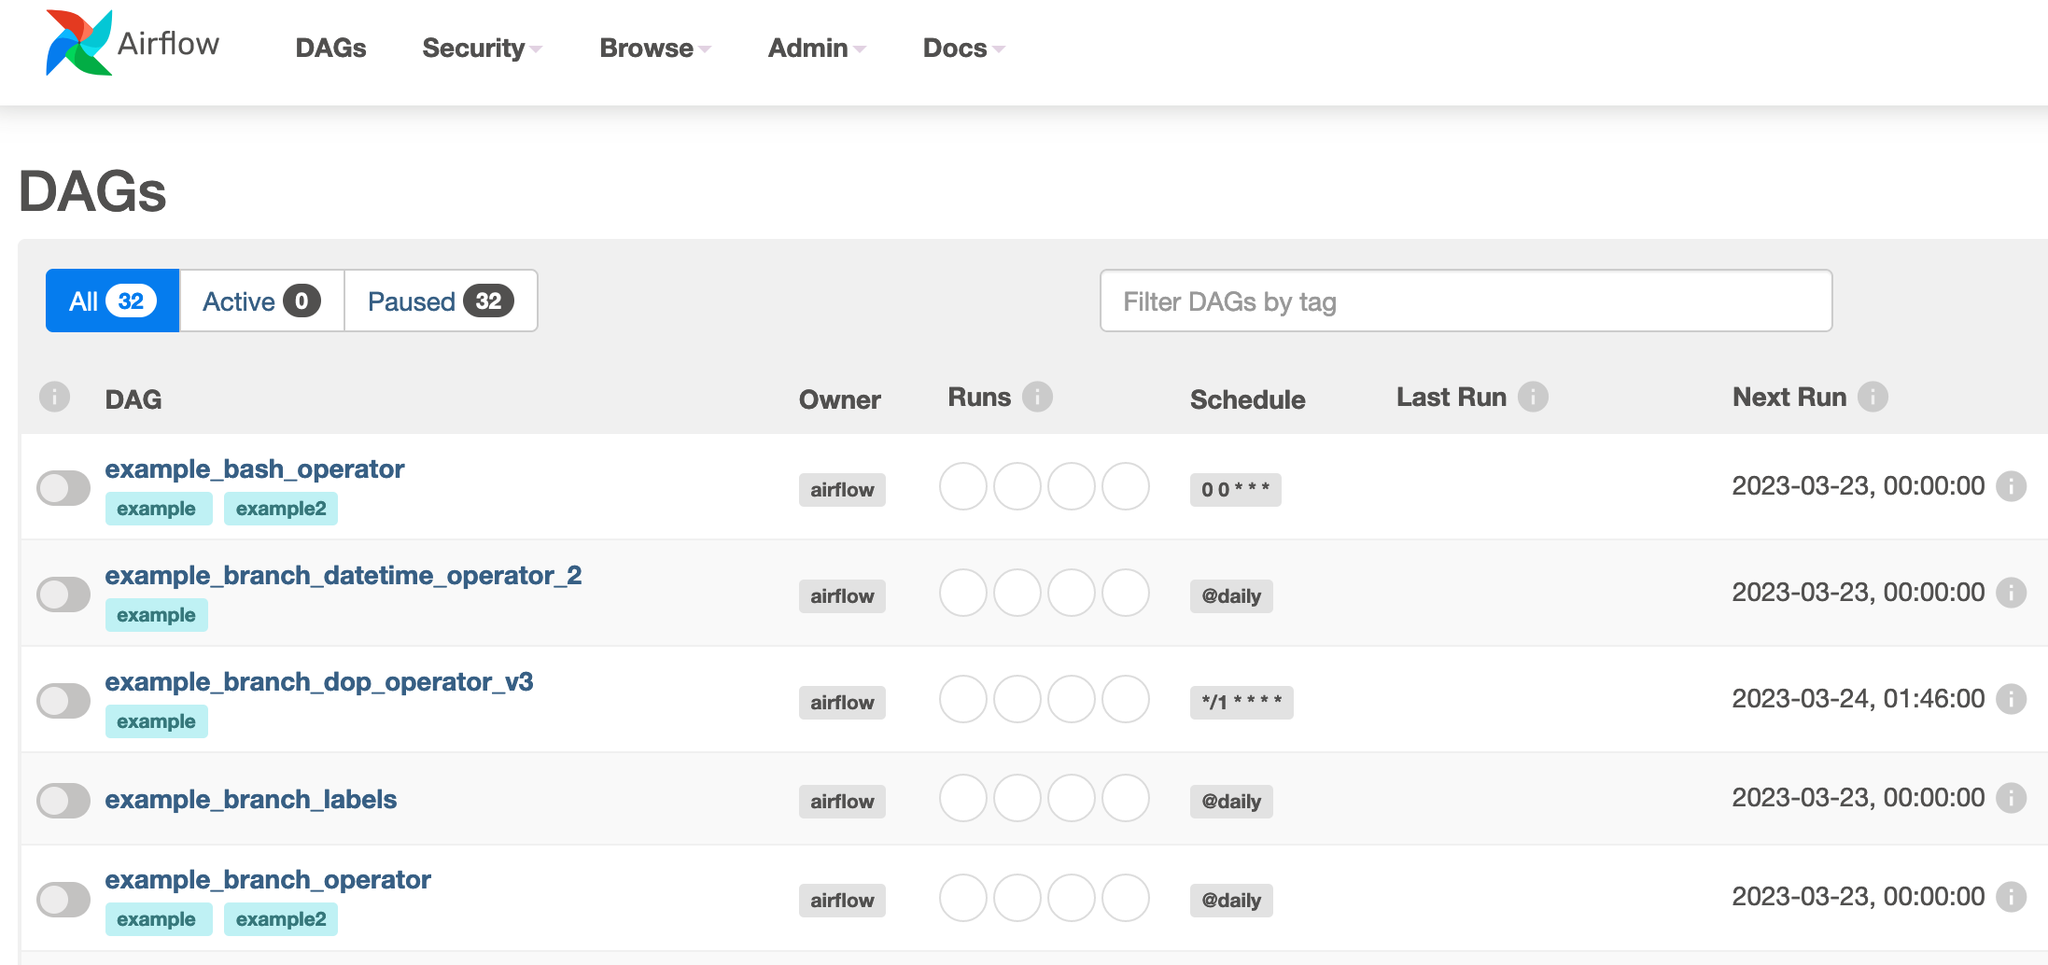 Airflow DAGs Security Browse Admin Docs
DAGs
All 32 Active 0 Paused 32 Filter DAGs by tag
i DAG Owner Runs i Schedule Last Run i Next Run i
example_bash_operator
example example2
airflow 0 0 * * * 2023-03-23, 00:00:00 i
example_branch_datetime_operator_2
example
airflow @daily 2023-03-23, 00:00:00 i
example_branch_dop_operator_v3
example
airflow */1 * * * * 2023-03-24, 01:46:00 i
example_branch_labels airflow @daily 2023-03-23, 00:00:00 i
example_branch_operator
example example2
airflow @daily 2023-03-23, 00:00:00 i